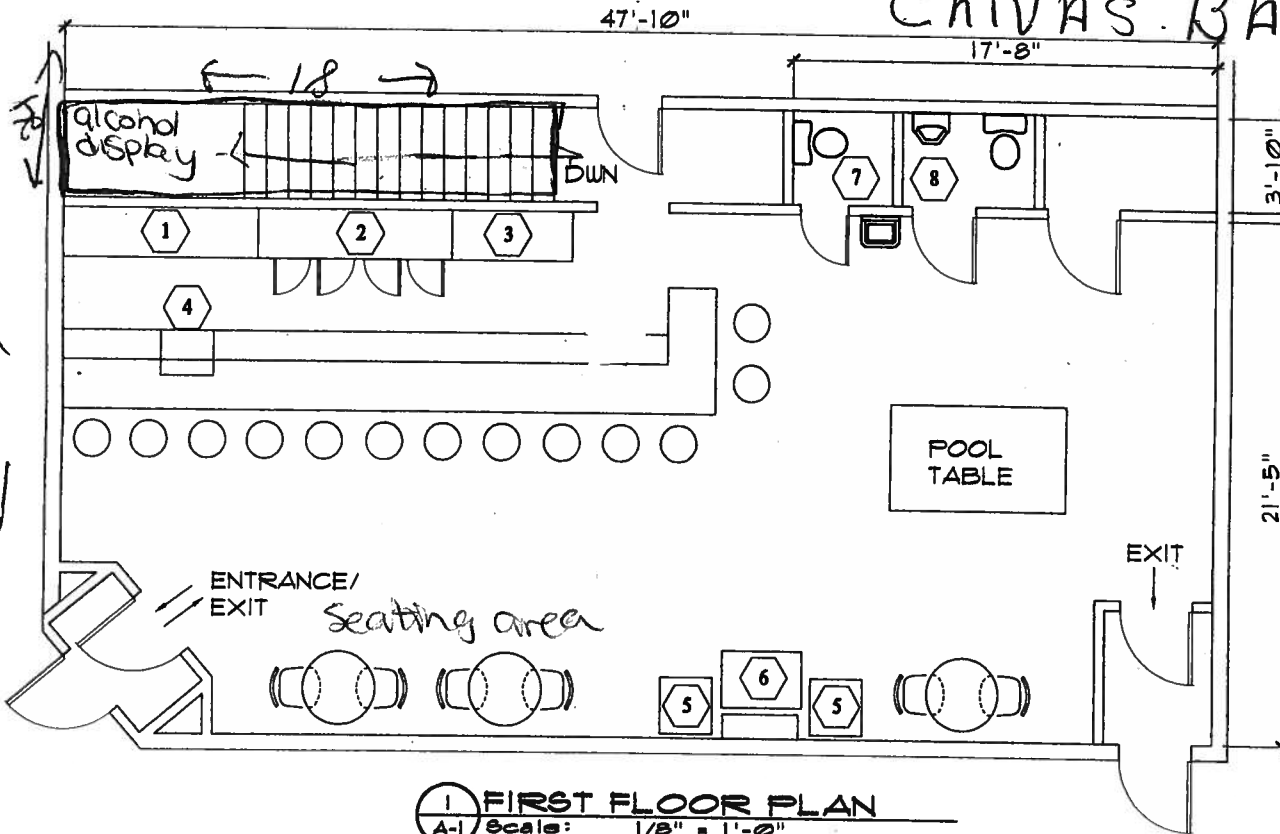 47'-10"
CHIVAS. BA
17'-8"
18
alcohol
display
DWN
7
8
3'-10"
1
2
3
4
POOL
TABLE
21'-5"
EXIT
ENTRANCE/
EXIT
Seating area
5
6
5
1
A-1
FIRST FLOOR PLAN
Scale: 1/8" = 1'-0"